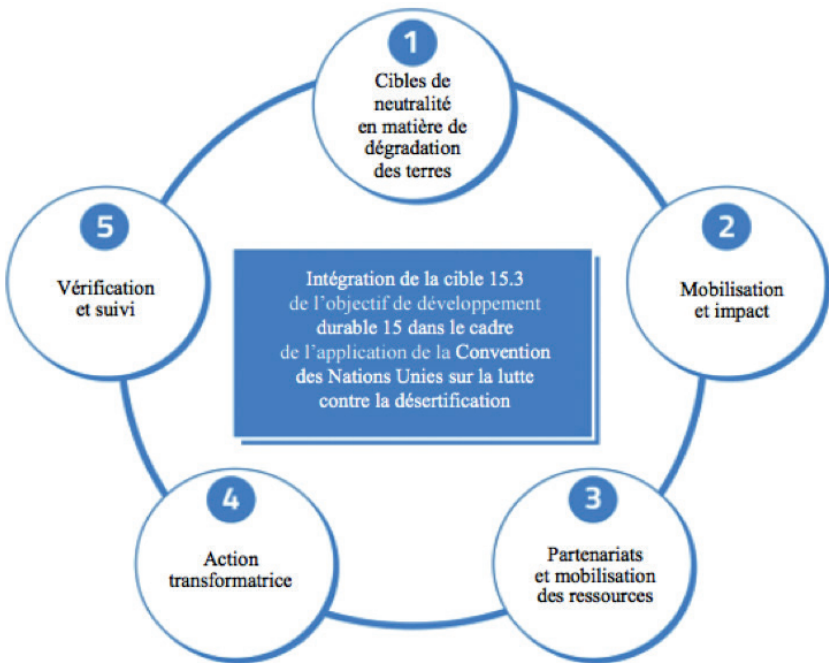 1
Cibles de
neutralité
en matière de
dégradation
des terres
2
Mobilisation
et impact
3
Partenariats
et mobilisation
des ressources
4
Action
transformatrice
5
Vérification
et suivi
Intégration de la cible 15.3
de l'objectif de développement
durable 15 dans le cadre
de l'application de la Convention
des Nations Unies sur la lutte
contre la désertification